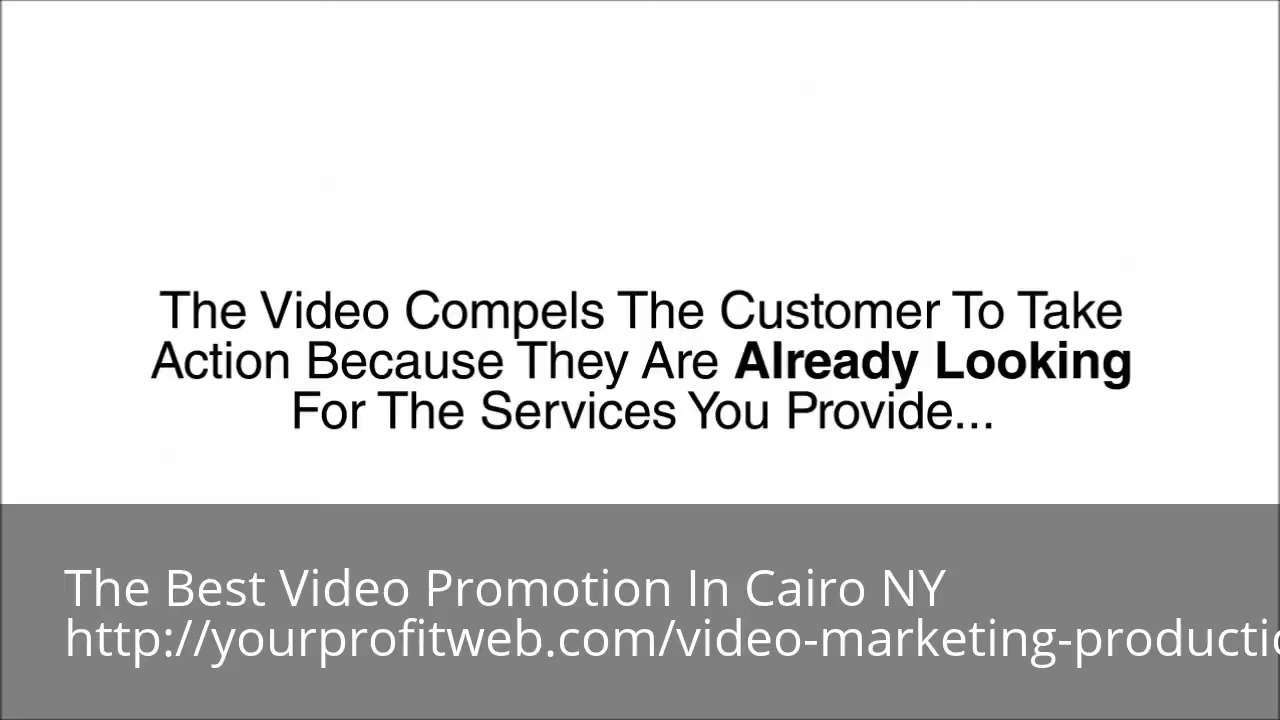 The Video Compels The Customer To Take
Action Because They Are Already Looking
For The Services You Provide...
The Best Video Promotion In Cairo NY
http://yourprofitweb.com/video-marketing-productio